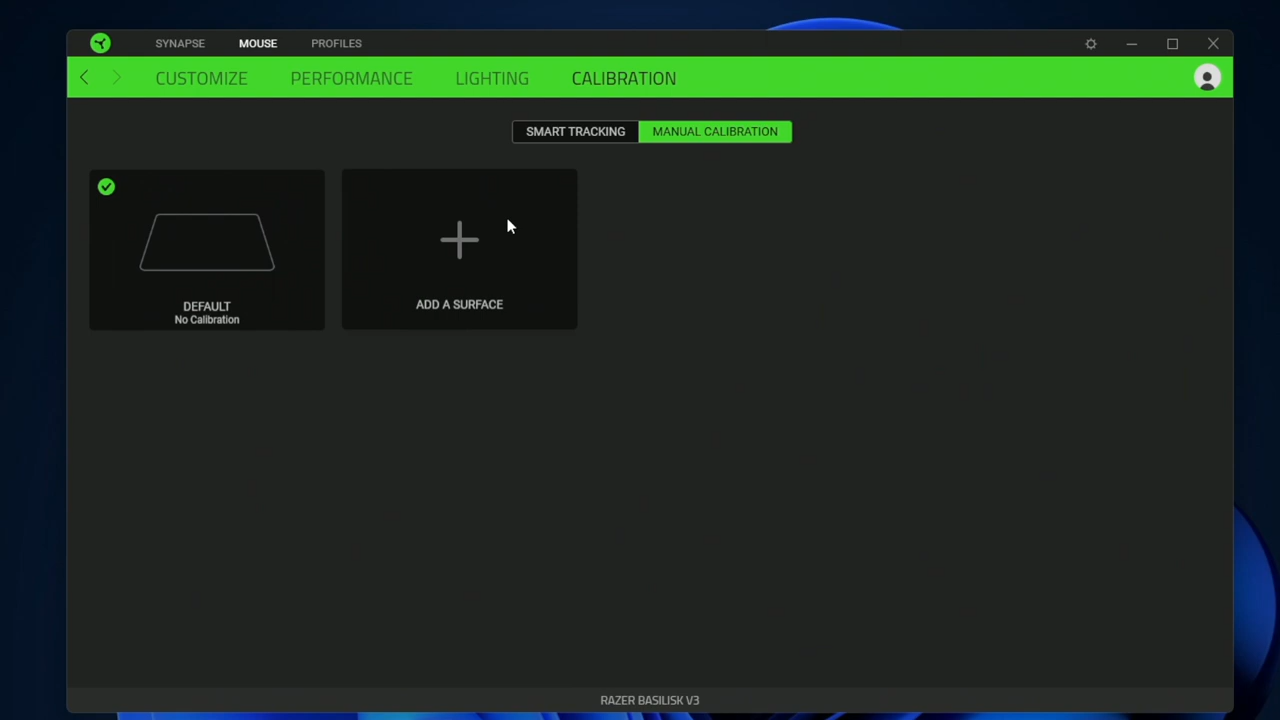 SYNAPSE MOUSE PROFILES
CUSTOMIZE PERFORMANCE LIGHTING CALIBRATION
SMART TRACKING MANUAL CALIBRATION
DEFAULT
No Calibration
ADD A SURFACE
RAZER BASILISK V3